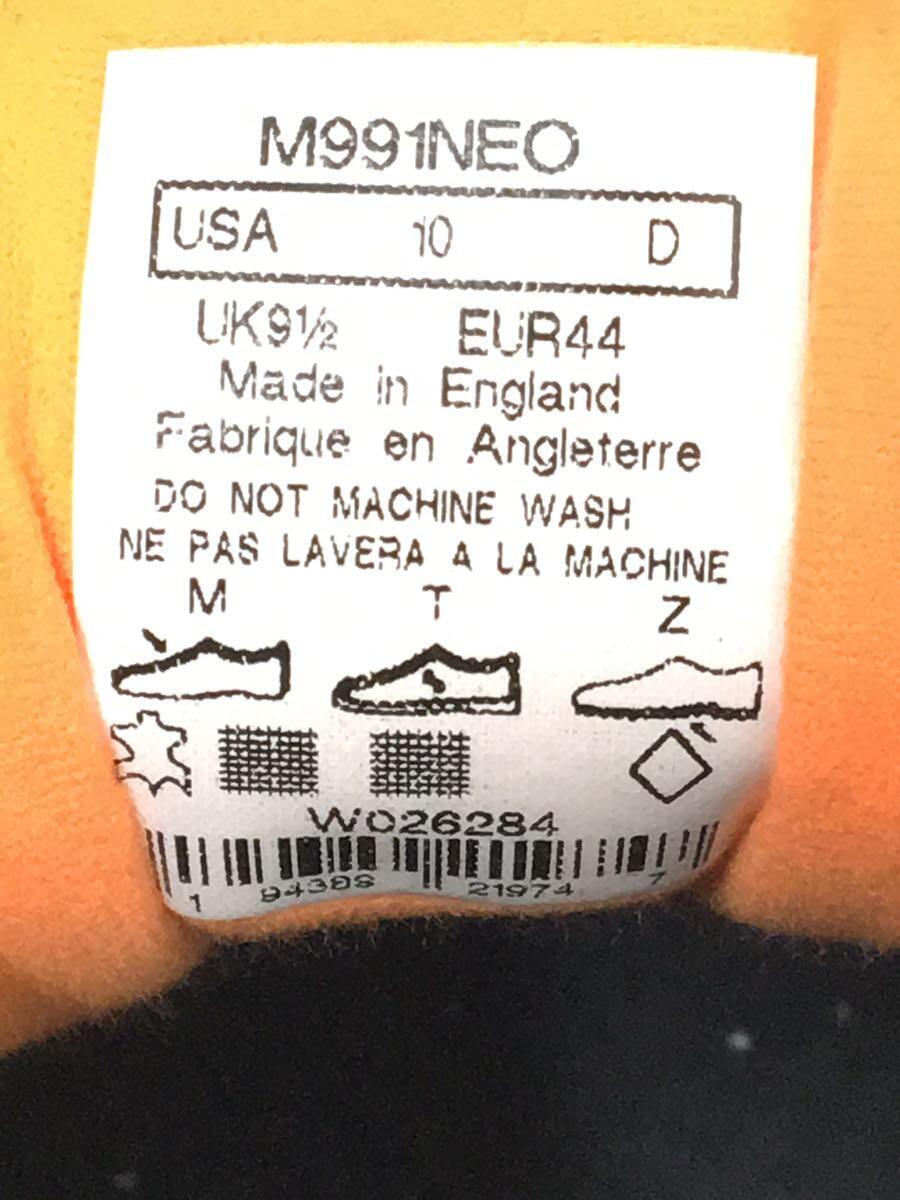 M991NEO
USA 10 D
UK9½ EUR44
Made in England
Fabrique en Angleterre
DO NOT MACHINE WASH
NE PAS LAVERA A LA MACHINE
M T Z
W026284
1 21974 7